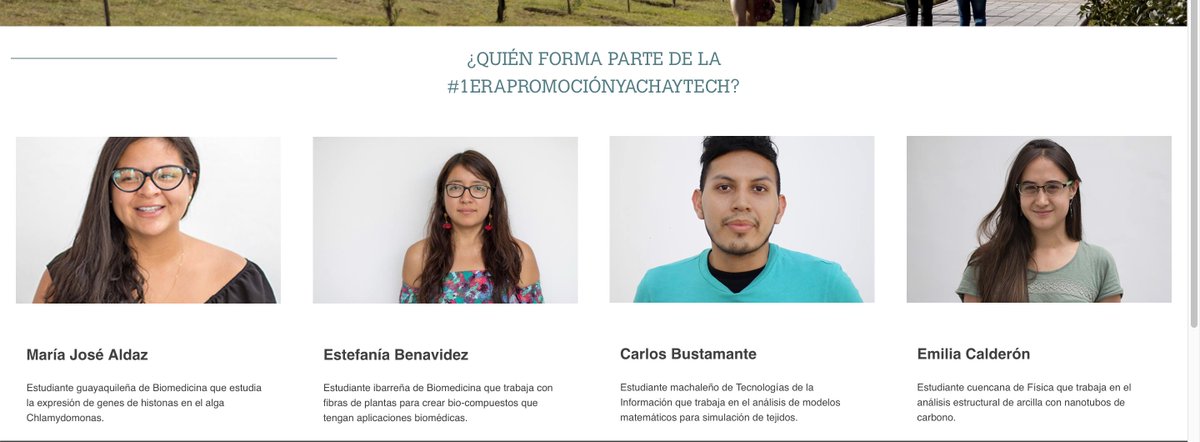 ¿QUIÉN FORMA PARTE DE LA
#1ERAPROMOCIÓNYACHAYTECH?
María José Aldaz
Estudiante guayaquileña de Biomedicina que estudia
la expresión de genes de histonas en el alga
Chlamydomonas.
Estefanía Benavidez
Estudiante ibarreña de Biomedicina que trabaja con
fibras de plantas para crear bio-compuestos que
tengan aplicaciones biomédicas.
Carlos Bustamante
Estudiante machaleño de Tecnologías de la
Información que trabaja en el análisis de modelos
matemáticos para simulación de tejidos.
Emilia Calderón
Estudiante cuencana de Física que trabaja en el
análisis estructural de arcilla con nanotubos de
carbono.